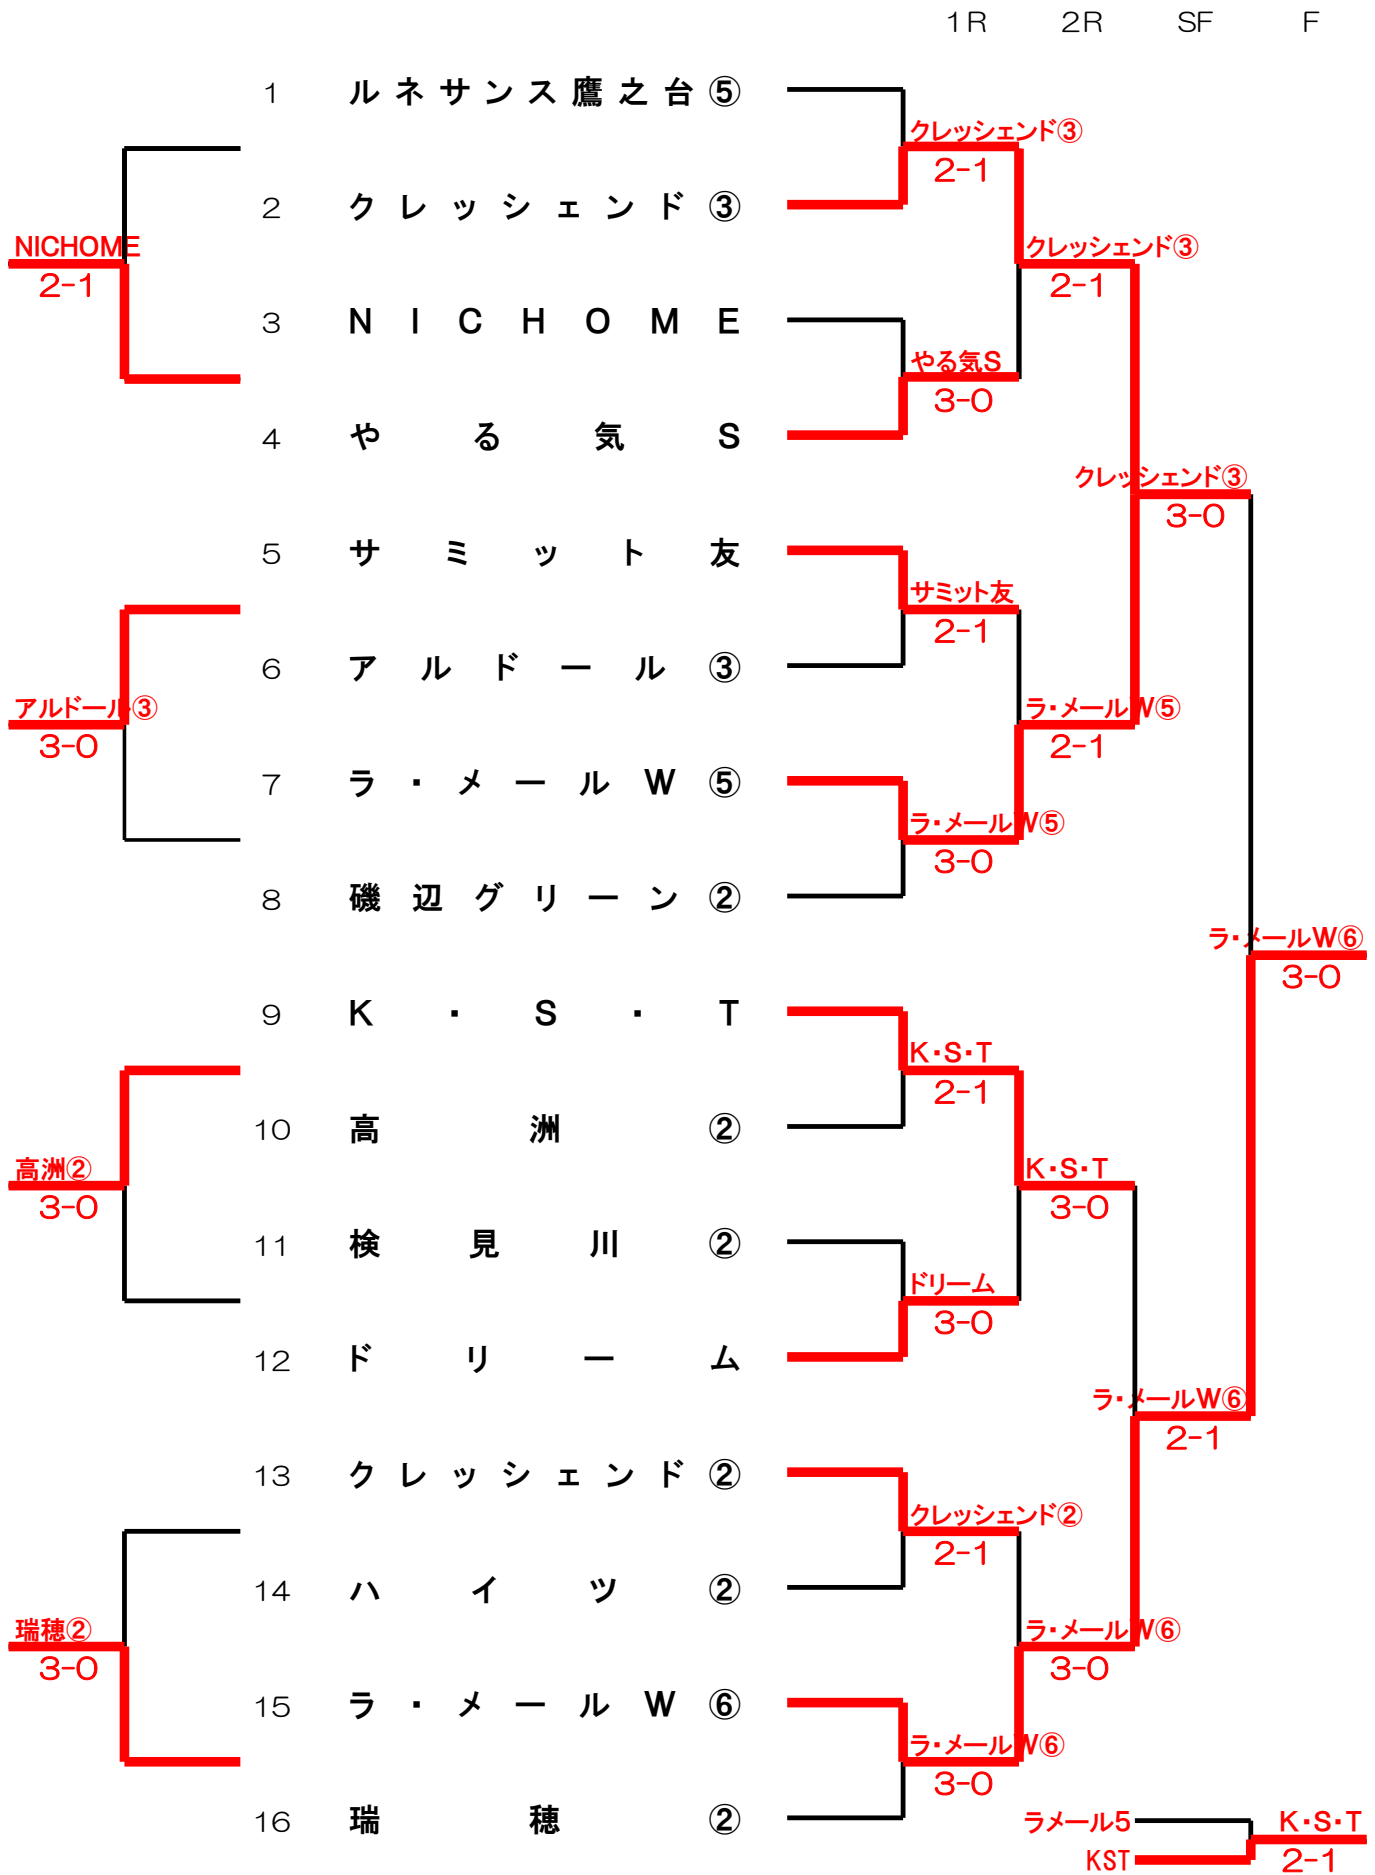 1R 2R SF F
1 ルネサンス鷹之台⑤
クレッシェンド③
2-1
2 クレッシェンド③
NICHOME
2-1
クレッシェンド③
2-1
3 NICHOME
やる気S
3-0
4 やる気S
クレッシェンド③
3-0
5 サミット友
サミット友
2-1
6 アルドール③
アルドール③
3-0
ラ・メールW⑤
2-1
7 ラ・メールW⑤
ラ・メールW⑤
3-0
8 磯辺グリーン②
ラ・メールW⑥
3-0
9 K・S・T
K・S・T
2-1
10 高洲②
高洲②
3-0
K・S・T
3-0
11 検見川②
ドリーム
3-0
12 ドリーム
ラ・メールW⑥
2-1
13 クレッシェンド②
クレッシェンド②
2-1
14 ハイツ②
瑞穂②
3-0
ラ・メールW⑥
3-0
15 ラ・メールW⑥
ラ・メールW⑥
3-0
16 瑞穂②
ラメール5
K・S・T
KST
2-1